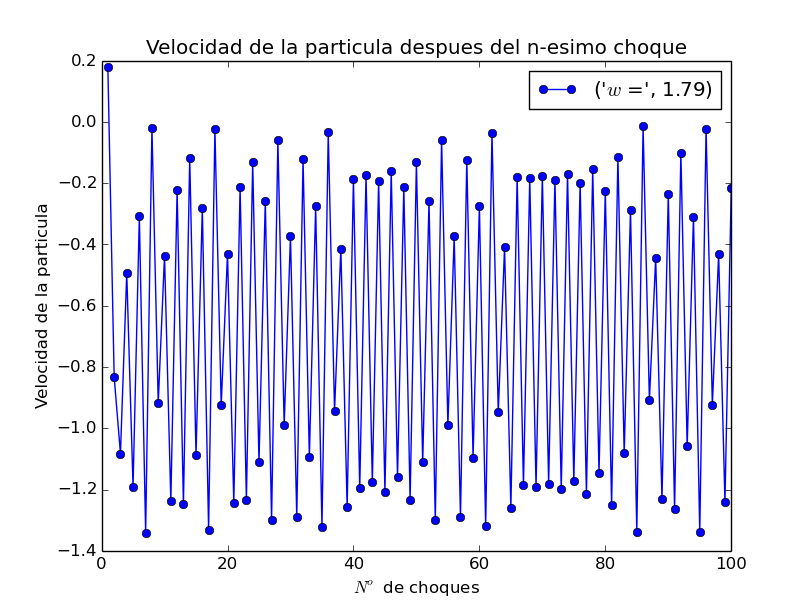 Velocidad de la particula despues del n-esimo choque
('w =', 1.79)
Velocidad de la particula
0.2
0.0
−0.2
−0.4
−0.6
−0.8
−1.0
−1.2
−1.4
0 20 40 60 80 100
Nº de choques